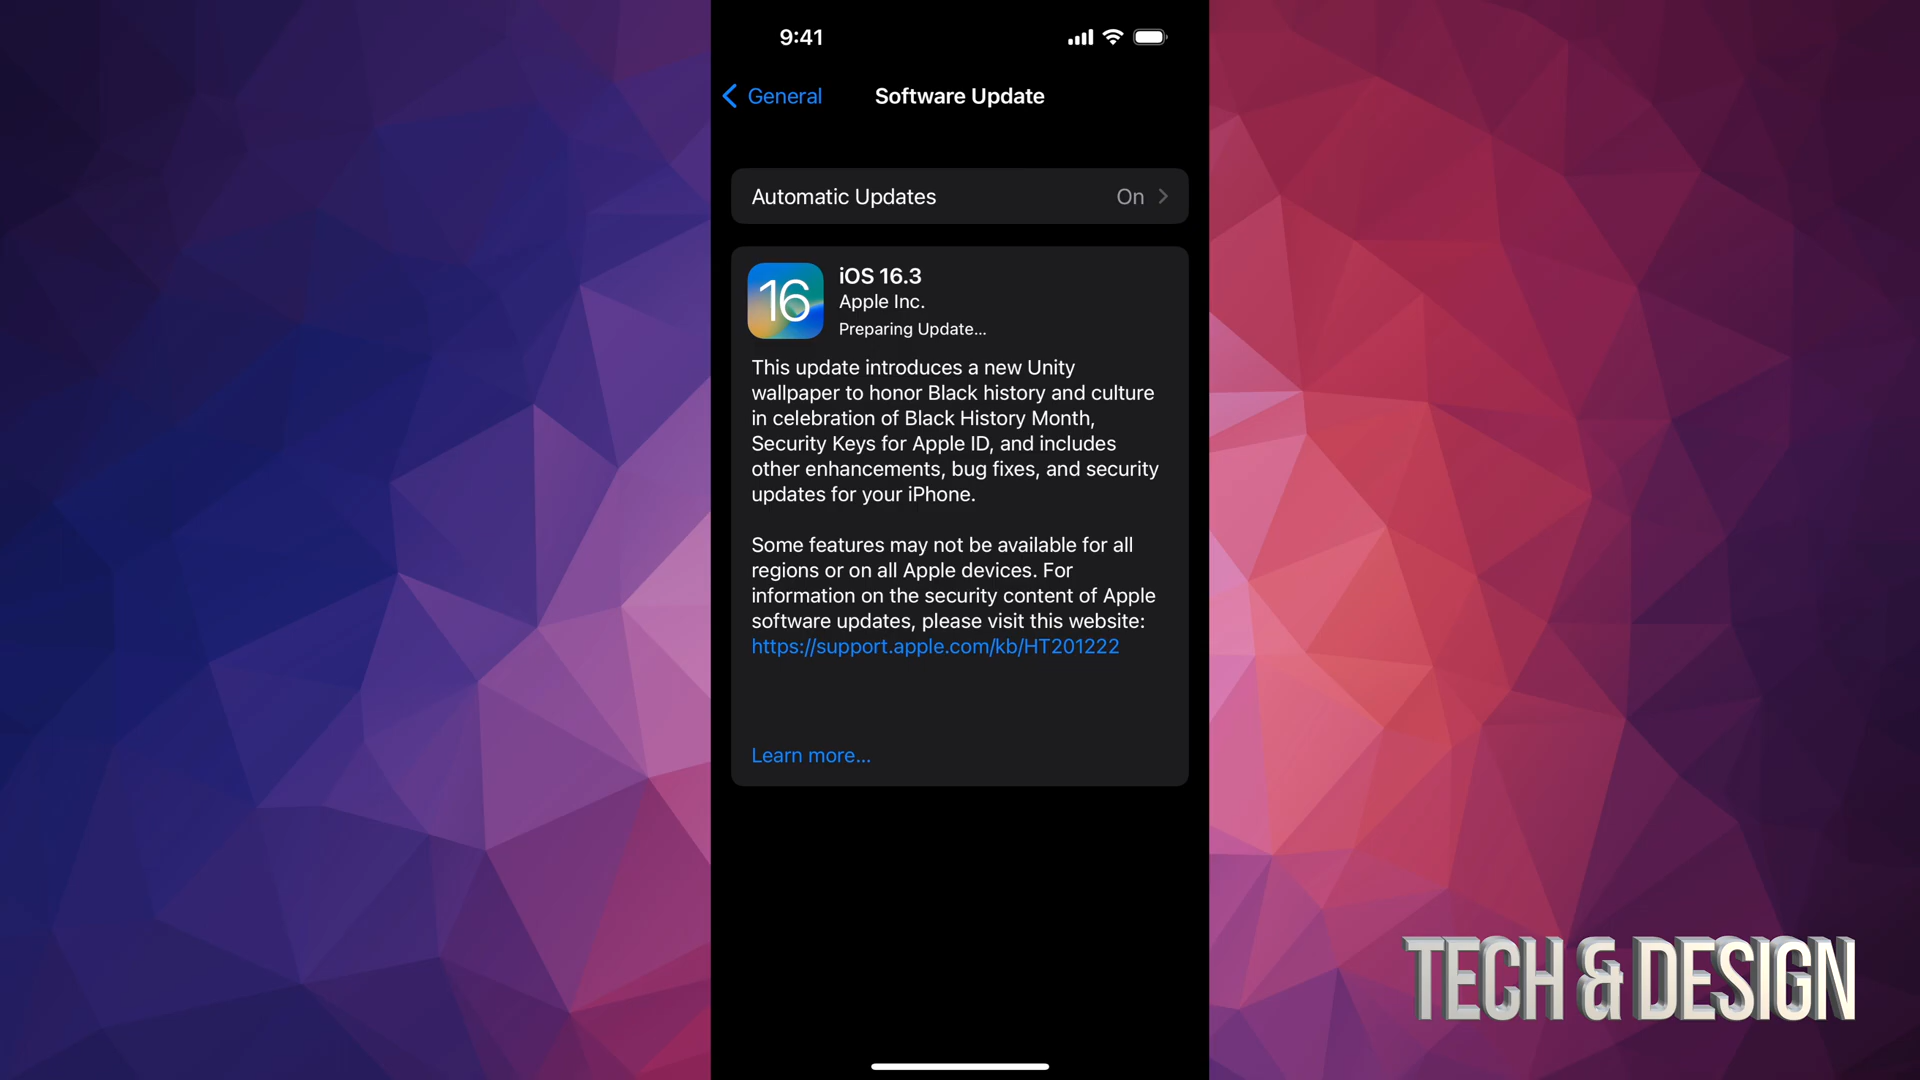 9:41
General
Software Update
Automatic Updates
On
16
iOS 16.3
Apple Inc.
Preparing Update...
This update introduces a new Unity
wallpaper to honor Black history and culture
in celebration of Black History Month,
Security Keys for Apple ID, and includes
other enhancements, bug fixes, and security
updates for your iPhone.
Some features may not be available for all
regions or on all Apple devices. For
information on the security content of Apple
software updates, please visit this website:
https://support.apple.com/kb/HT201222
Learn more...
TECH & DESIGN